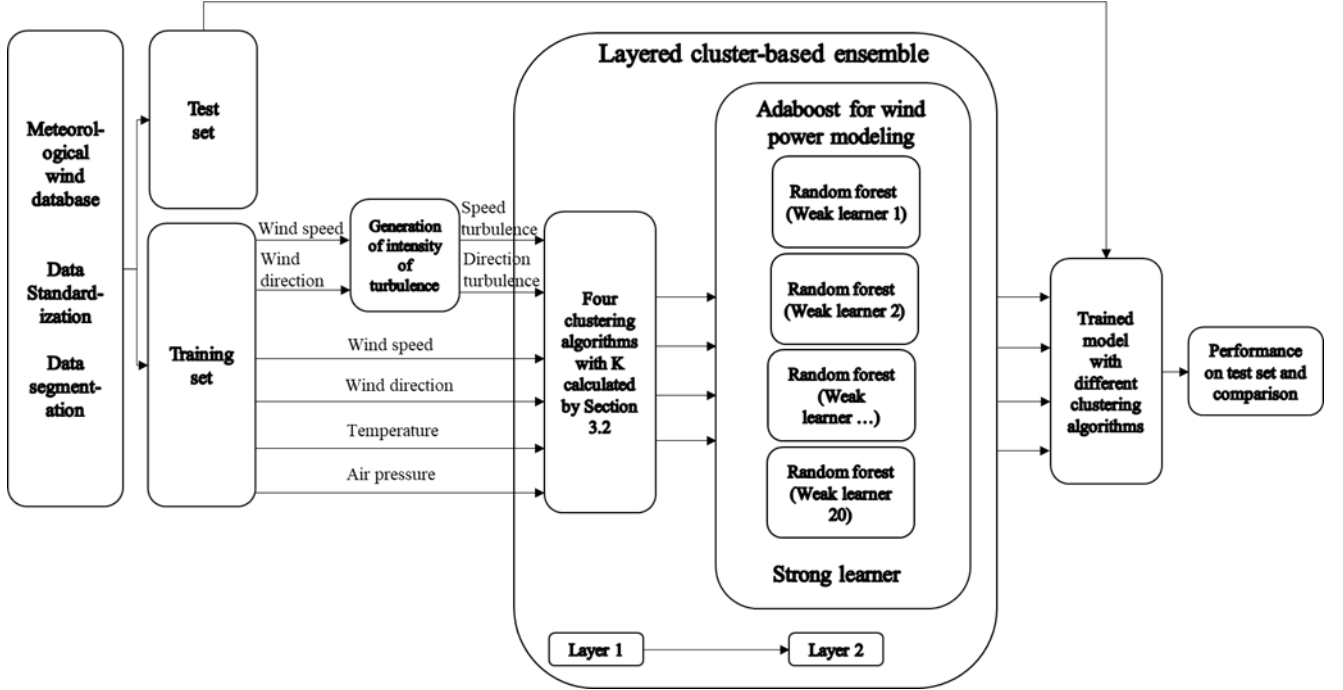 Meteorol-
ogical
wind
database
Data
Standard-
ization
Data
segment-
ation
Test
set
Training
set
Wind speed
Wind
direction
Generation
of intensity
of
turbulence
Speed
turbulence
Direction
turbulence
Wind speed
Wind direction
Temperature
Air pressure
Layered cluster-based ensemble
Four
clustering
algorithms
with K
calculated
by Section
3.2
Adaboost for wind
power modeling
Random forest
(Weak learner 1)
Random forest
(Weak learner 2)
Random forest
(Weak
learner …)
Random forest
(Weak learner
20)
Strong learner
Layer 1
Layer 2
Trained
model
with
different
clustering
algorithms
Performance
on test set and
comparison